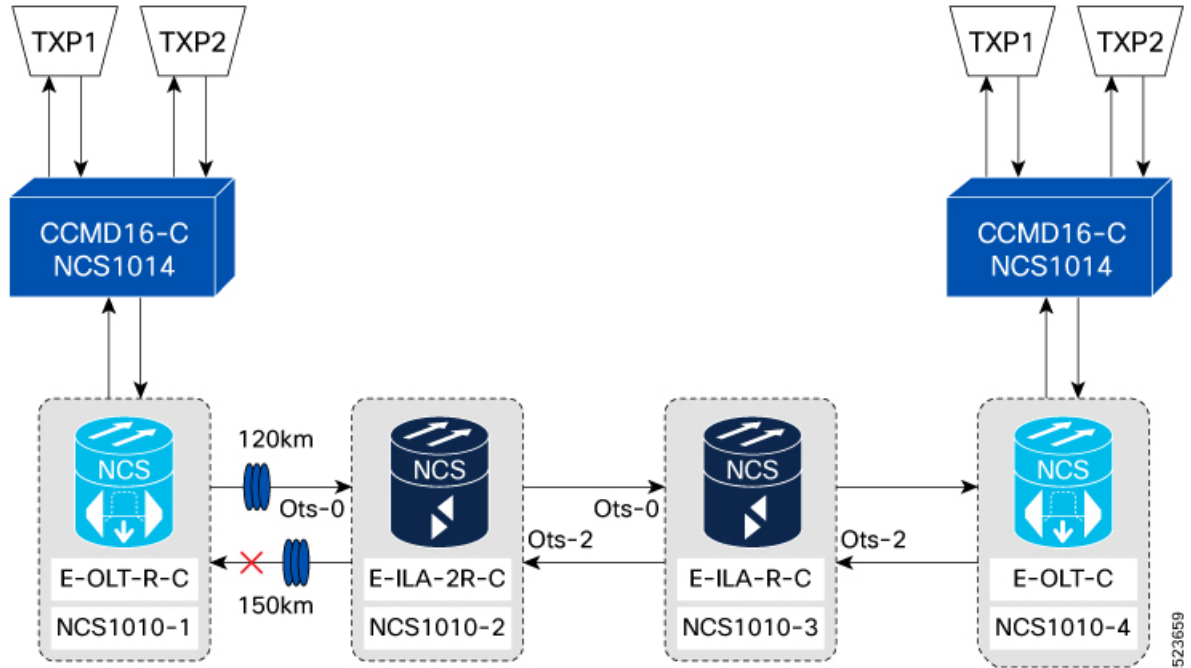 TXP1
TXP2
TXP1
TXP2
CCMD16-C
NCS1014
CCMD16-C
NCS1014
120km
NCS
NCS
NCS
NCS
Ots-0
Ots-0
Ots-2
Ots-2
E-OLT-R-C
E-ILA-2R-C
E-ILA-R-C
E-OLT-C
150km
NCS1010-1
NCS1010-2
NCS1010-3
NCS1010-4
523659